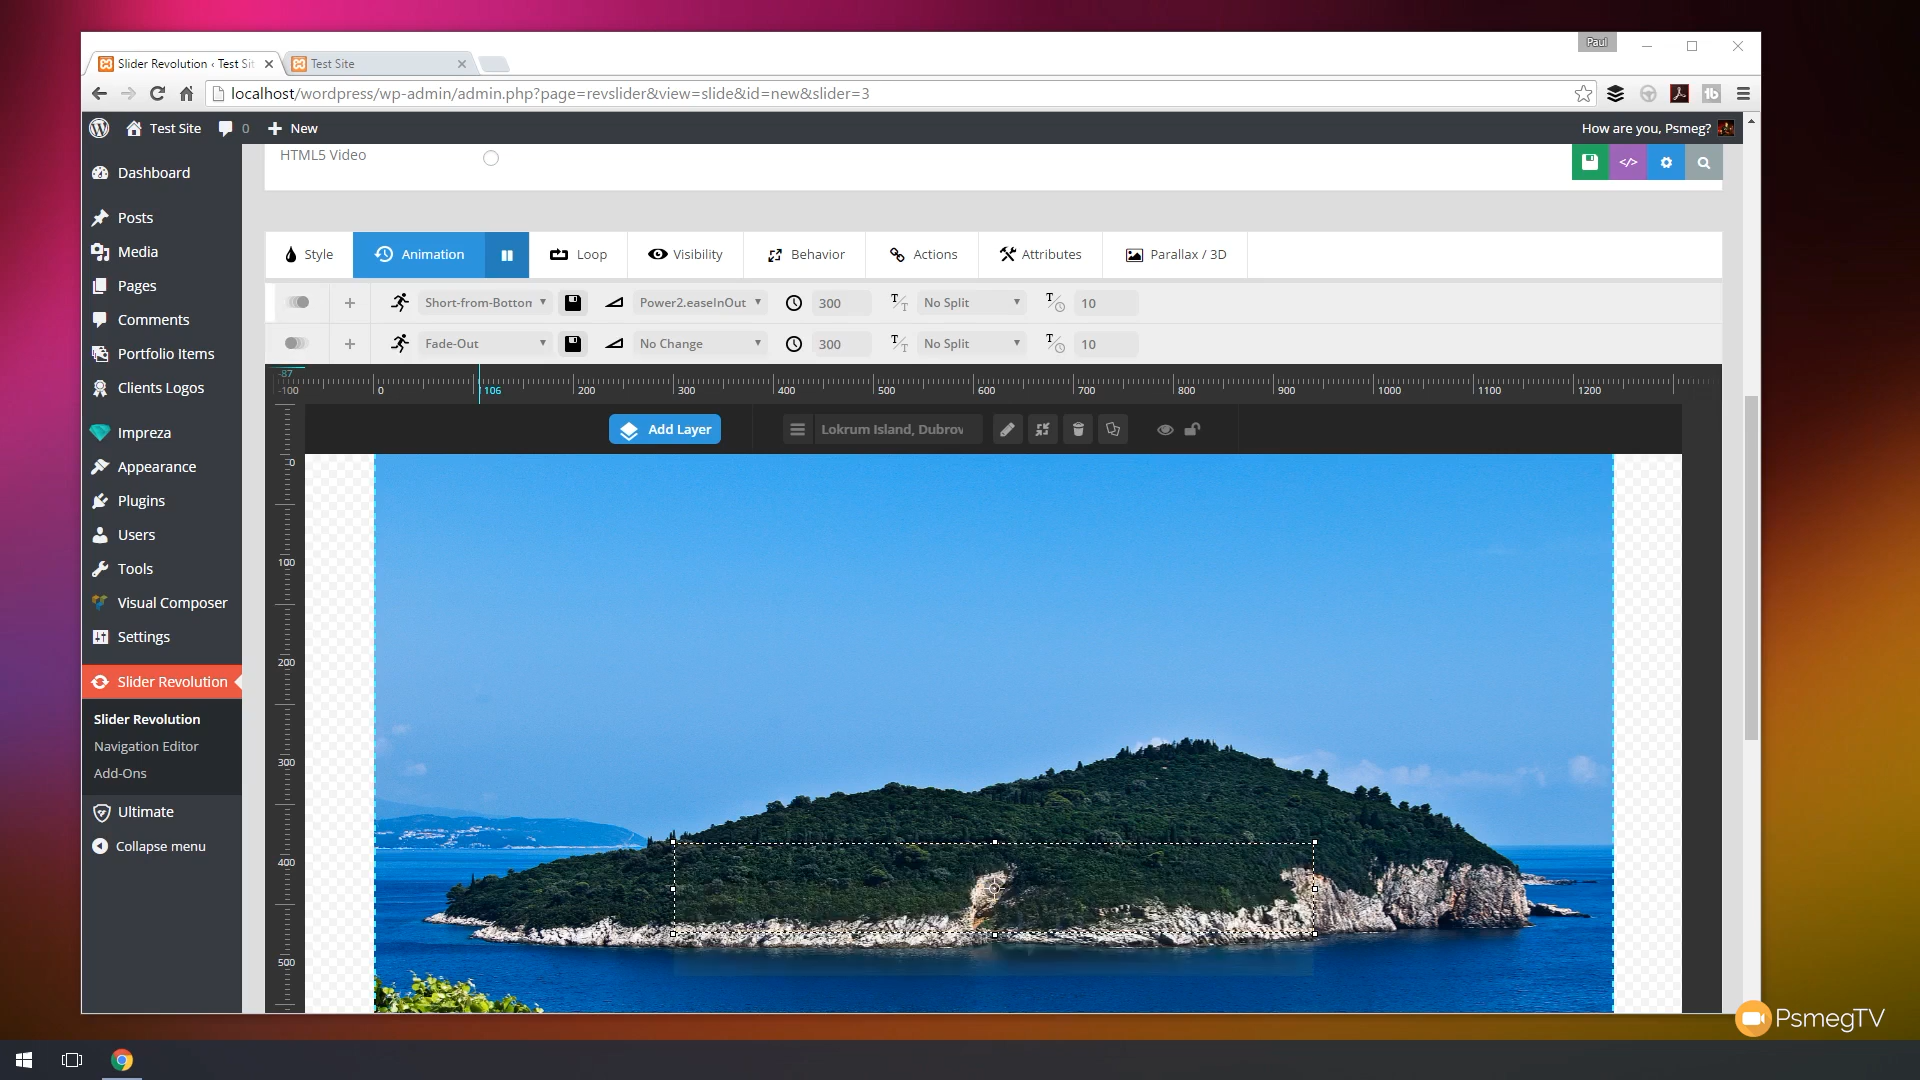 Paul
Slider Revolution ‹ Test Sit
Test Site
localhost/wordpress/wp-admin/admin.php?page=revslider&view=slide&id=new&slider=3
Test Site
0
New
How are you, Psmeg?
HTML5 Video
Dashboard
Posts
Media
Pages
Comments
Portfolio Items
Clients Logos
Impreza
Appearance
Plugins
Users
Tools
Visual Composer
Settings
Slider Revolution
Slider Revolution
Navigation Editor
Add-Ons
Ultimate
Collapse menu
Style
Animation
Loop
Visibility
Behavior
Actions
Attributes
Parallax / 3D
Short-from-Botton
Power2.easeInOut
300
No Split
10
Fade-Out
No Change
300
No Split
10
-87
-100 0 106 200 300 400 500 600 700 800 900 1000 1100 1200
Add Layer
Lokrum Island, Dubrov
0
100
200
300
400
500
PsmegTV